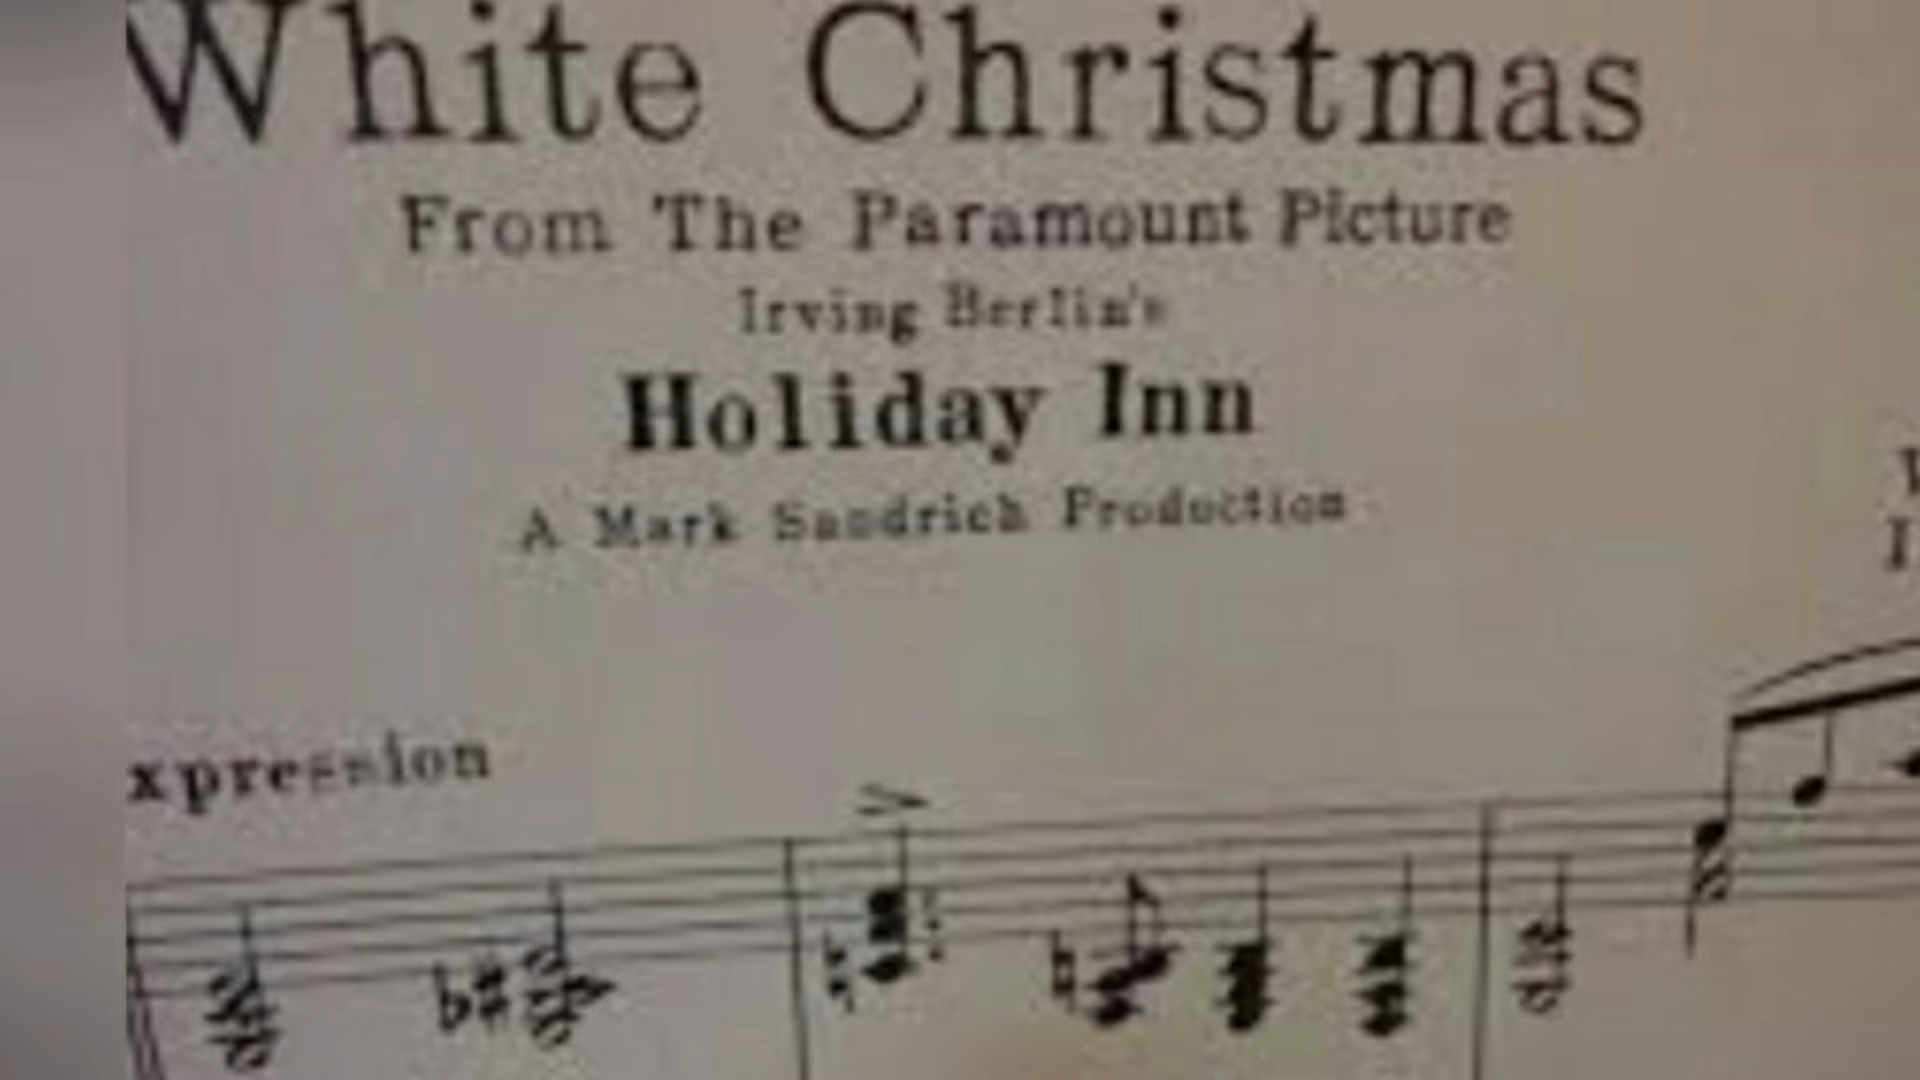 White Christmas
From The Paramount Picture
Irving Berlin's
Holiday Inn
A Mark Sandrich Production
xpression